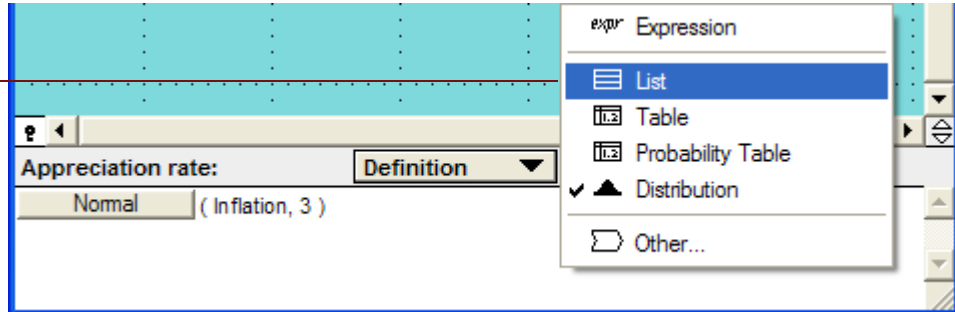 expr Expression
List
Table
Probability Table
Distribution
Other...
Appreciation rate: Definition
Normal ( Inflation, 3 )